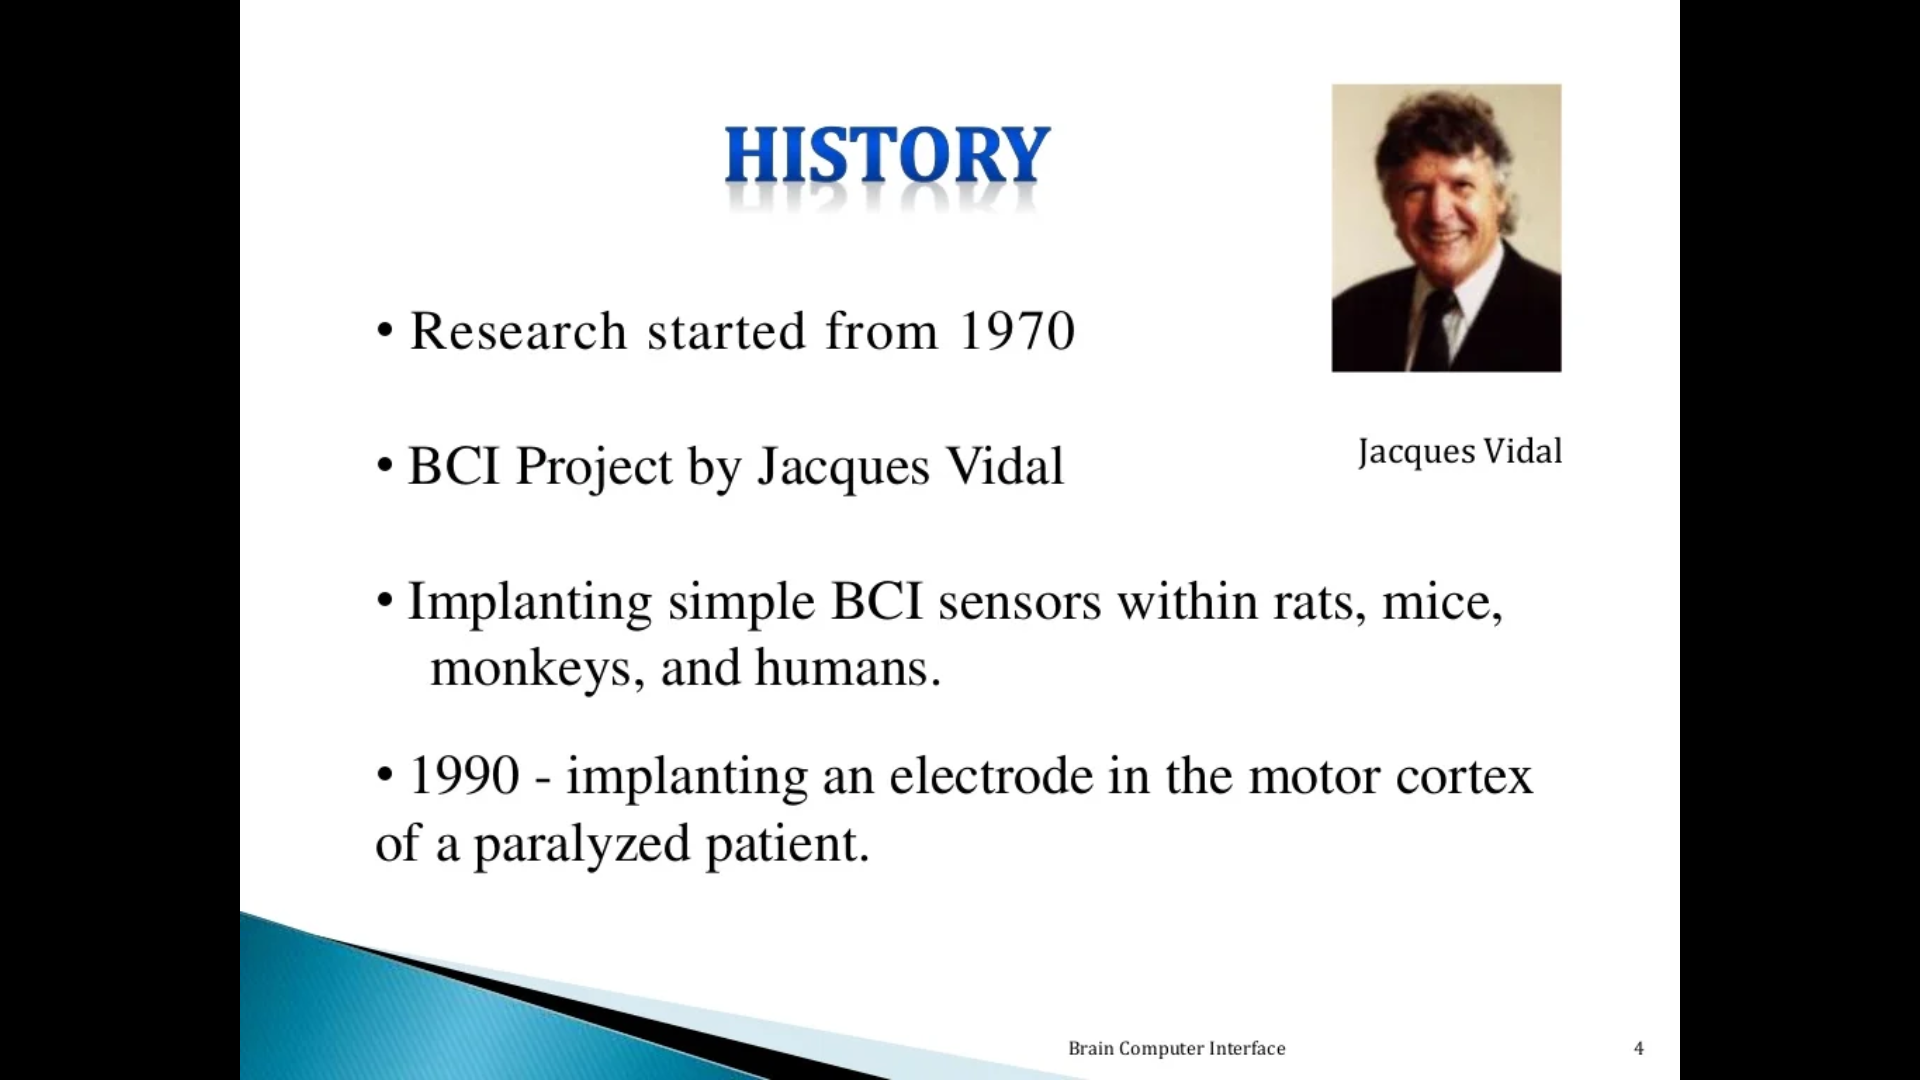 HISTORY
• Research started from 1970
• BCI Project by Jacques Vidal
Jacques Vidal
• Implanting simple BCI sensors within rats, mice,
monkeys, and humans.
• 1990 - implanting an electrode in the motor cortex
of a paralyzed patient.
Brain Computer Interface
4